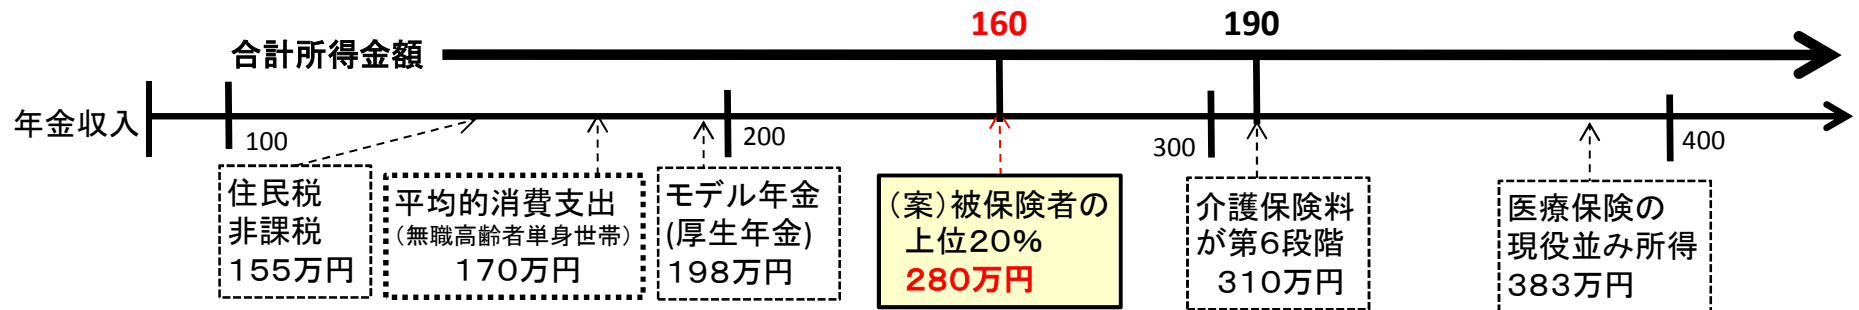 160
190
合計所得金額
年金収入
100
200
300
400
住民税
非課税
155万円
平均的消費支出
(無職高齢者単身世帯)
170万円
モデル年金
(厚生年金)
198万円
(案)被保険者の
上位20%
280万円
介護保険料
が第6段階
310万円
医療保険の
現役並み所得
383万円